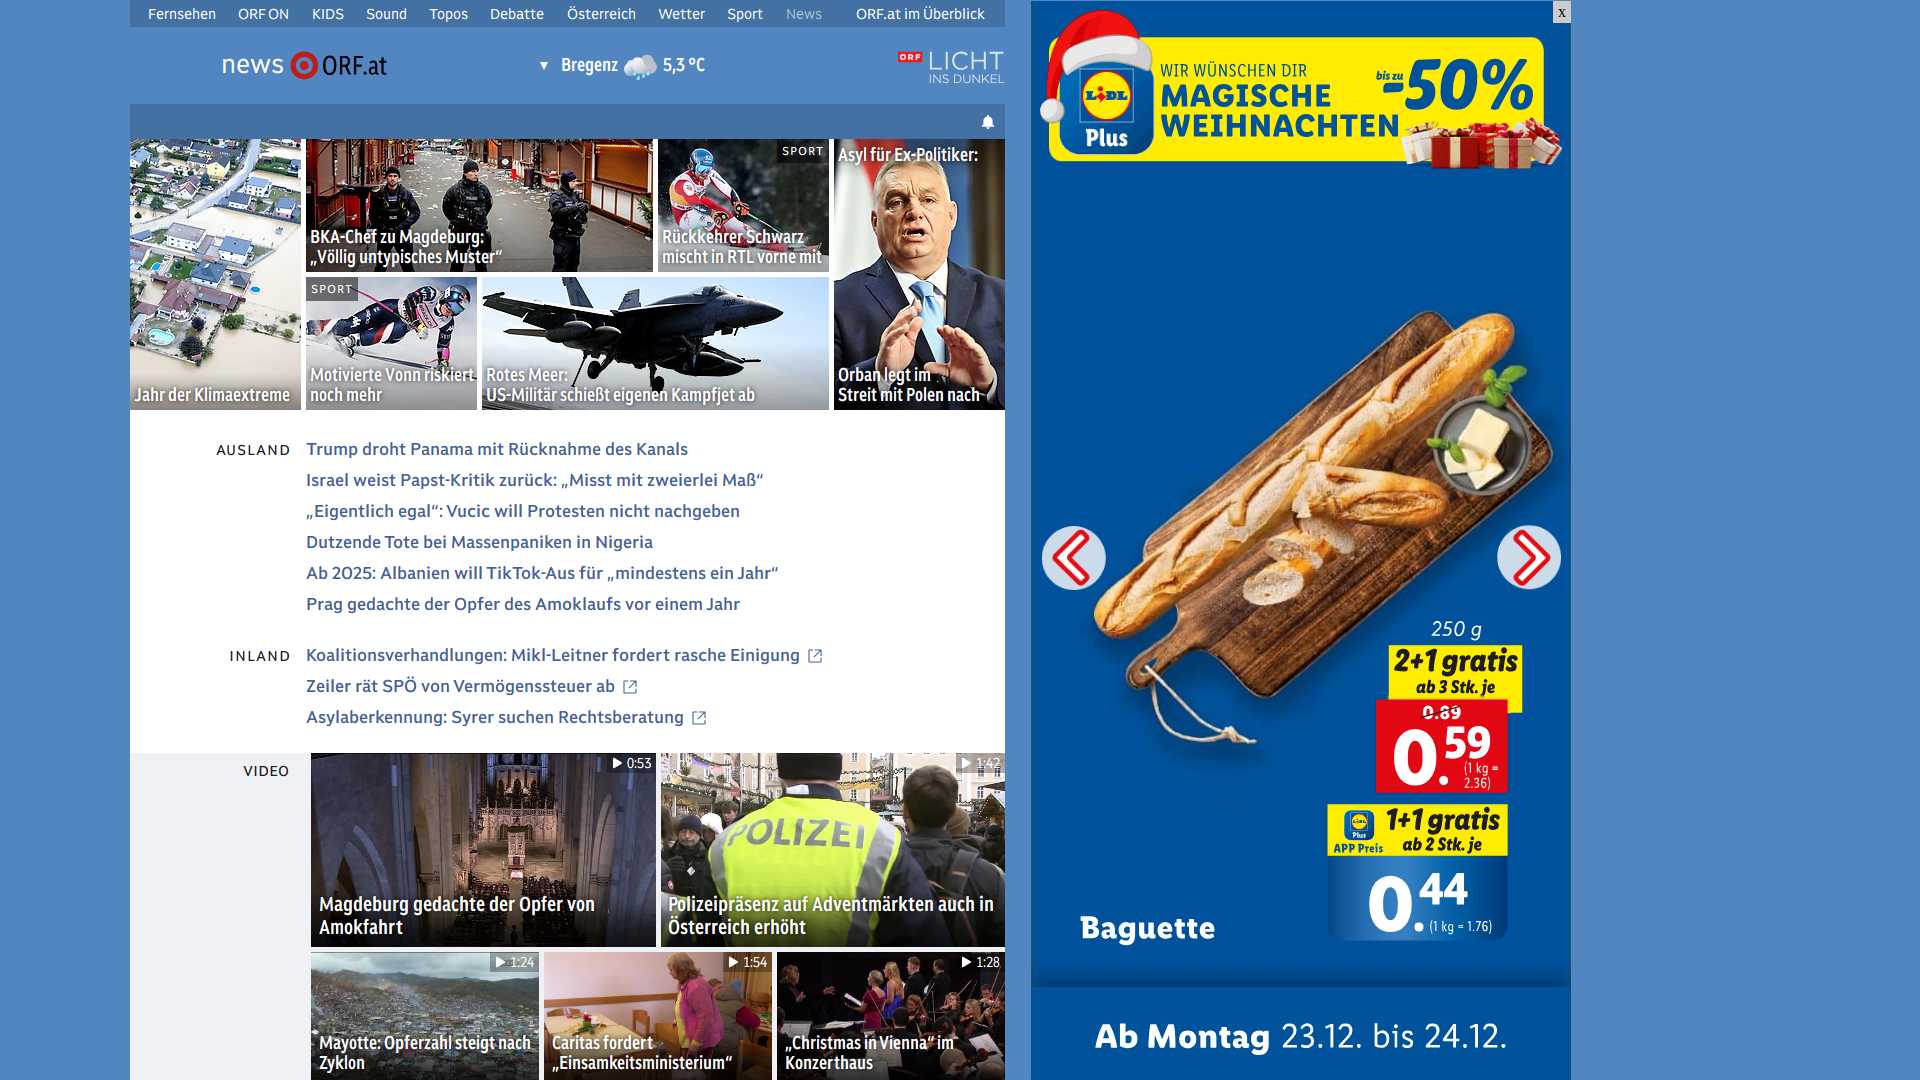 Fernsehen ORF ON KIDS Sound Topos Debatte Österreich Wetter Sport News ORF.at im Überblick
news ORF.at
▼ Bregenz 5,3 °C
ORF LICHT
INS DUNKEL
Jahr der Klimaextreme
BKA-Chef zu Magdeburg:
„Völlig untypisches Muster“
SPORT
Rückkehrer Schwarz
mischt in RTL vorne mit
Asyl für Ex-Politiker:
Orban legt im
Streit mit Polen nach
SPORT
Motivierte Vonn riskiert
noch mehr
Rotes Meer:
US-Militär schießt eigenen Kampfjet ab
AUSLAND
Trump droht Panama mit Rücknahme des Kanals
Israel weist Papst-Kritik zurück: „Misst mit zweierlei Maß“
„Eigentlich egal“: Vucic will Protesten nicht nachgeben
Dutzende Tote bei Massenpaniken in Nigeria
Ab 2025: Albanien will TikTok-Aus für „mindestens ein Jahr“
Prag gedachte der Opfer des Amoklaufs vor einem Jahr
INLAND
Koalitionsverhandlungen: Mikl-Leitner fordert rasche Einigung
Zeiler rät SPÖ von Vermögenssteuer ab
Asylaberkennung: Syrer suchen Rechtsberatung
VIDEO
0:53
Magdeburg gedachte der Opfer von
Amokfahrt
1:42
POLIZEI
Polizeipräsenz auf Adventmärkten auch in
Österreich erhöht
1:24
Mayotte: Opferzahl steigt nach
Zyklon
1:54
Caritas fordert
„Einsamkeitsministerium“
1:28
„Christmas in Vienna“ im
Konzerthaus
x
LIDL
Plus
WIR WÜNSCHEN DIR
MAGISCHE
WEIHNACHTEN
bis zu
-50%
250 g
2+1 gratis
ab 3 Stk. je
0.89
0.59
(1 kg =
2.36)
LIDL
Plus
APP Preis
1+1 gratis
ab 2 Stk. je
0.44
(1 kg = 1.76)
Baguette
Ab Montag 23.12. bis 24.12.